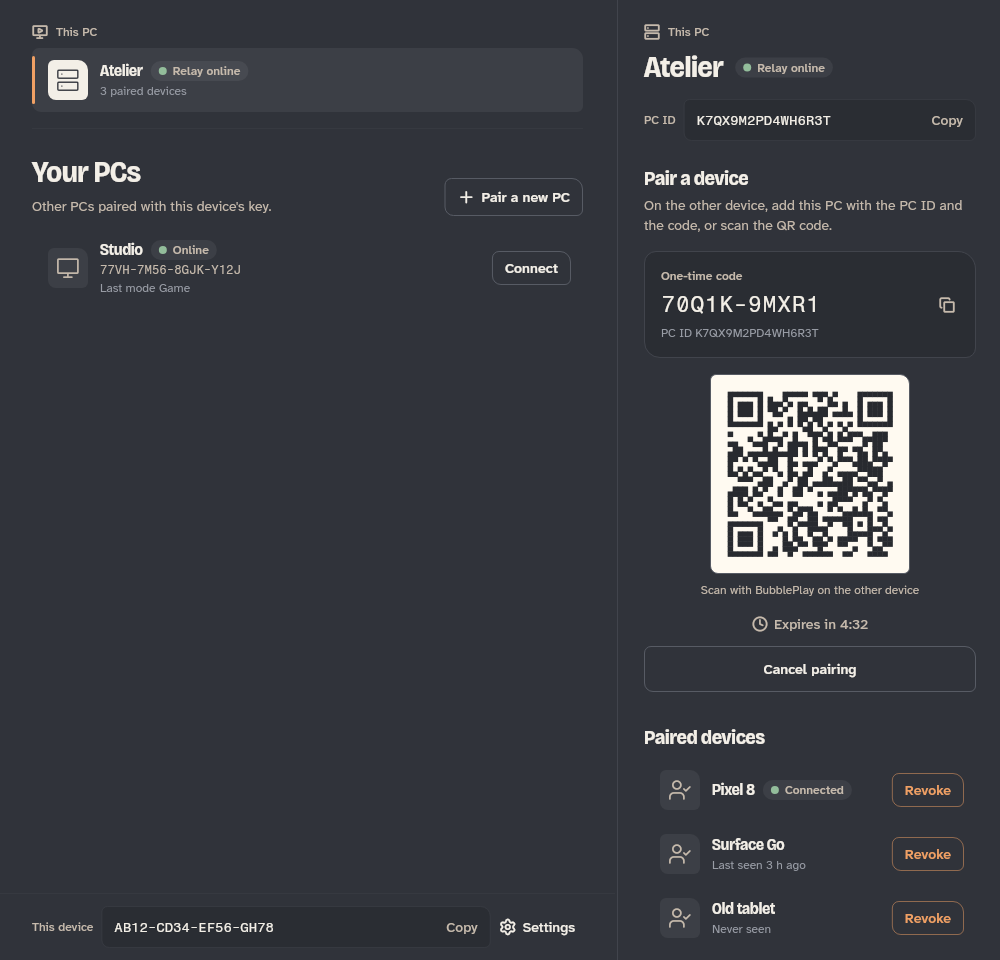 This PC
Atelier
Relay online
3 paired devices
Your PCs
Other PCs paired with this device's key.
Pair a new PC
Studio
Online
77VH-7M56-8GJK-Y12J
Last mode Game
Connect
This device
AB12-CD34-EF56-GH78
Copy
Settings
This PC
Atelier
Relay online
PC ID
K7QX9M2PD4WH6R3T
Copy
Pair a device
On the other device, add this PC with the PC ID and
the code, or scan the QR code.
One-time code
70Q1K-9MXR1
PC ID K7QX9M2PD4WH6R3T
Scan with BubblePlay on the other device
Expires in 4:32
Cancel pairing
Paired devices
Pixel 8
Connected
Revoke
Surface Go
Last seen 3 h ago
Revoke
Old tablet
Never seen
Revoke